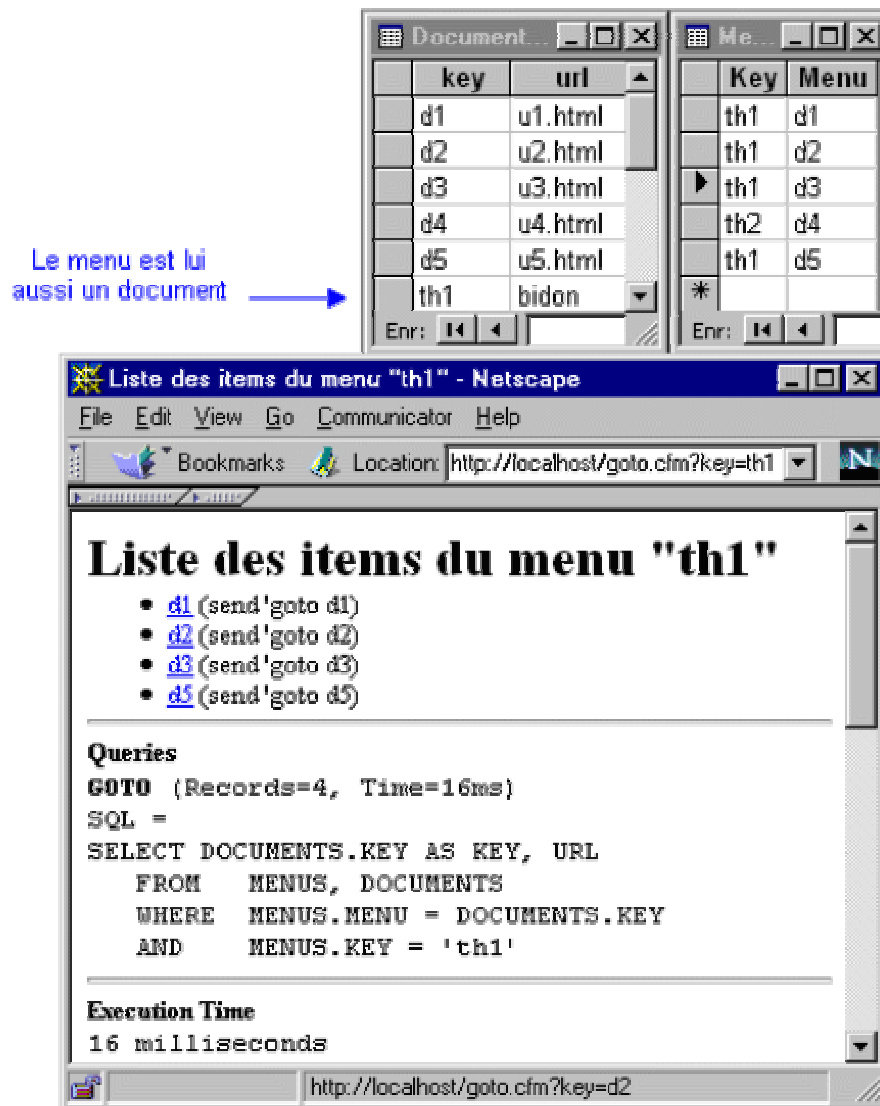 Document...
key url
d1 u1.html
d2 u2.html
d3 u3.html
d4 u4.html
d5 u5.html
th1 bidon
Enr:
Me...
Key Menu
th1 d1
th1 d2
th1 d3
th2 d4
th1 d5
*
Enr:
Le menu est lui
aussi un document
Liste des items du menu "th1" - Netscape
File Edit View Go Communicator Help
Bookmarks Location: http://localhost/goto.cfm?key=th1 N
Liste des items du menu "th1"
• d1 (send 'goto d1)
• d2 (send 'goto d2)
• d3 (send 'goto d3)
• d5 (send 'goto d5)
Queries
GOTO (Records=4, Time=16ms)
SQL =
SELECT DOCUMENTS.KEY AS KEY, URL
FROM MENUS, DOCUMENTS
WHERE MENUS.MENU = DOCUMENTS.KEY
AND MENUS.KEY = 'th1'
Execution Time
16 milliseconds
http://localhost/goto.cfm?key=d2